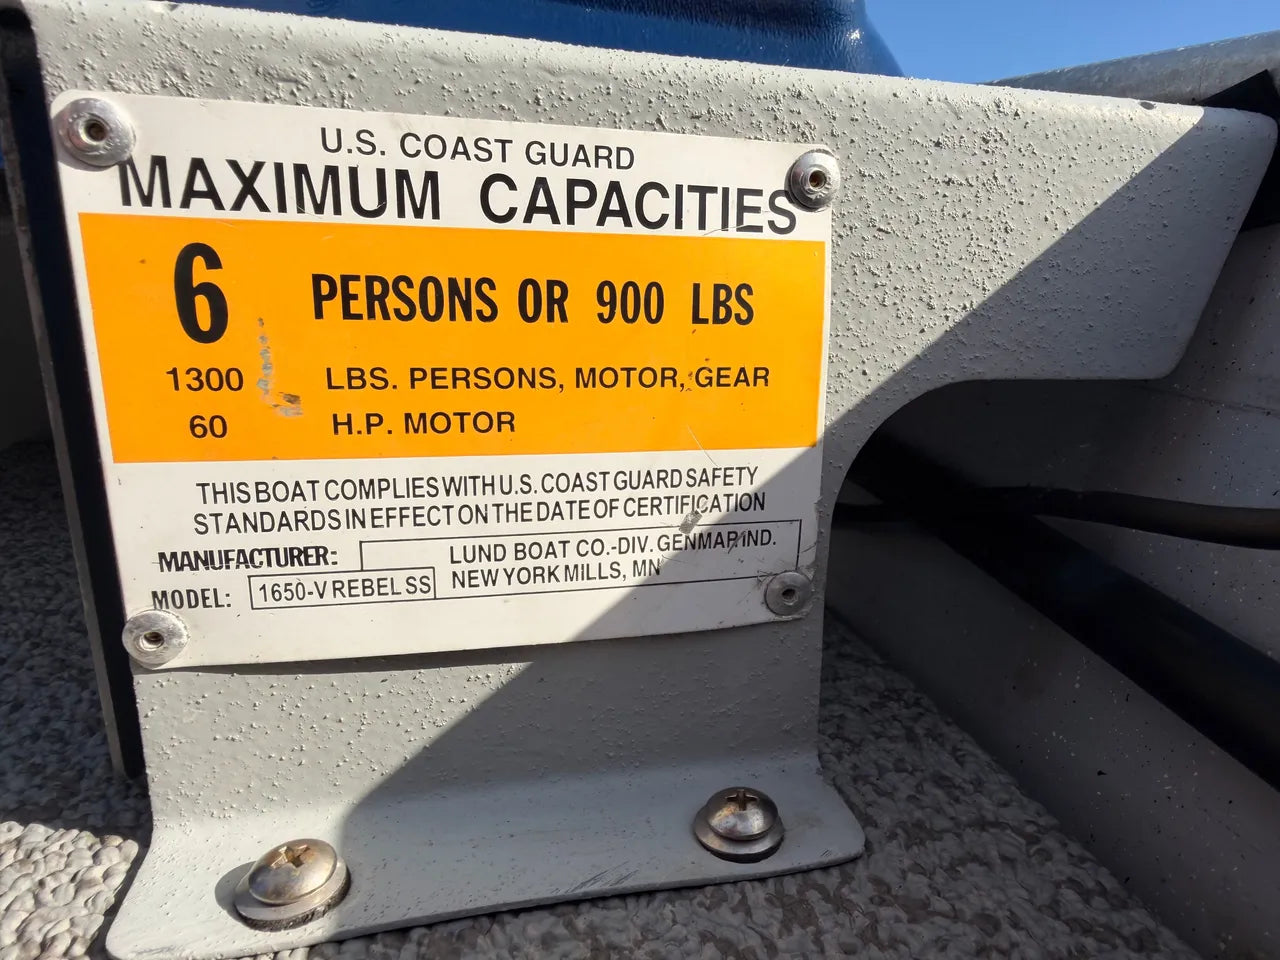 U.S. COAST GUARD
MAXIMUM CAPACITIES
6 PERSONS OR 900 LBS
1300 LBS. PERSONS, MOTOR, GEAR
60 H.P. MOTOR
THIS BOAT COMPLIES WITH U.S. COAST GUARD SAFETY
STANDARDS IN EFFECT ON THE DATE OF CERTIFICATION
MANUFACTURER: LUND BOAT CO.-DIV. GENMAR IND.
NEW YORK MILLS, MN
MODEL: 1650-V REBEL SS